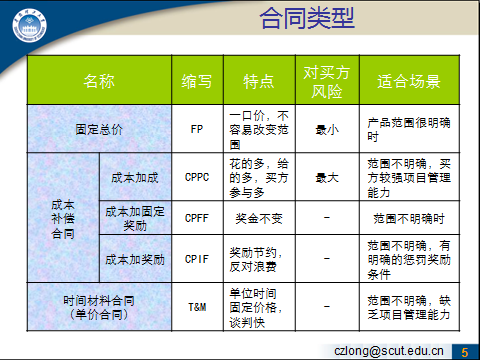 合同类型
名称 缩写 特点 对买方
风险 适合场景
固定总价 FP 一口价，不
容易改变范
围 最小 产品范围很明确
时
成本
补偿
合同
成本加成 CPPC 花的多，给
的多，买方
参与多 最大 范围不明确，买
方较强项目管理
能力
成本加固定
奖励 CPFF 奖金不变 - 范围不明确时
成本加奖励 CPIF 奖励节约，
反对浪费 - 范围不明确，有
明确的惩罚奖励
条件
时间材料合同
（单价合同） T&M 单位时间
固定价格，
谈判快 - 范围不明确，缺
乏项目管理能力
czlong@scut.edu.cn 5